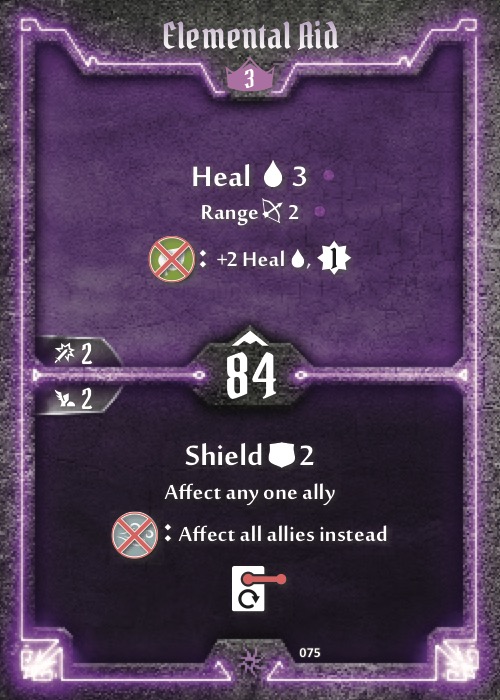 Elemental Aid
3
Heal 3
Range 2
: +2 Heal , 1
2
84
2
Shield 2
Affect any one ally
: Affect all allies instead
075